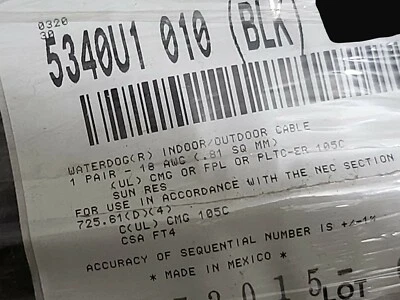 0320
30
5340U1 010 (BLK)
WATERDOG(R) INDOOR/OUTDOOR CABLE
1 PAIR - 18 AWG (.81 SQ MM)
(UL) CMG OR FPL OR PLTC-ER 105C
SUN RES
FOR USE IN ACCORDANCE WITH THE NEC SECTION
725.61(D)(4)
C(UL) CMG 105C
CSA FT4
ACCURACY OF SEQUENTIAL NUMBER IS +/-1%
* MADE IN MEXICO *
LOT